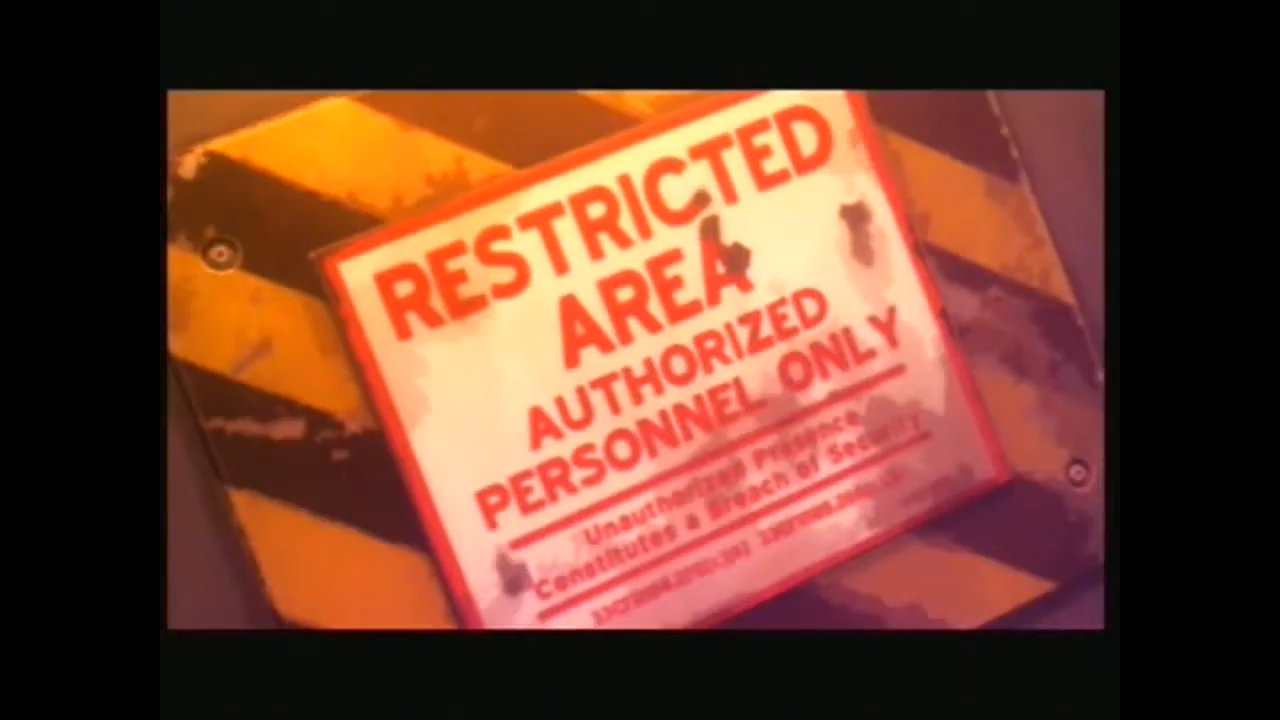 RESTRICTED
AREA
AUTHORIZED
PERSONNEL ONLY
Unauthorized Presence
Constitutes a Breach of Security